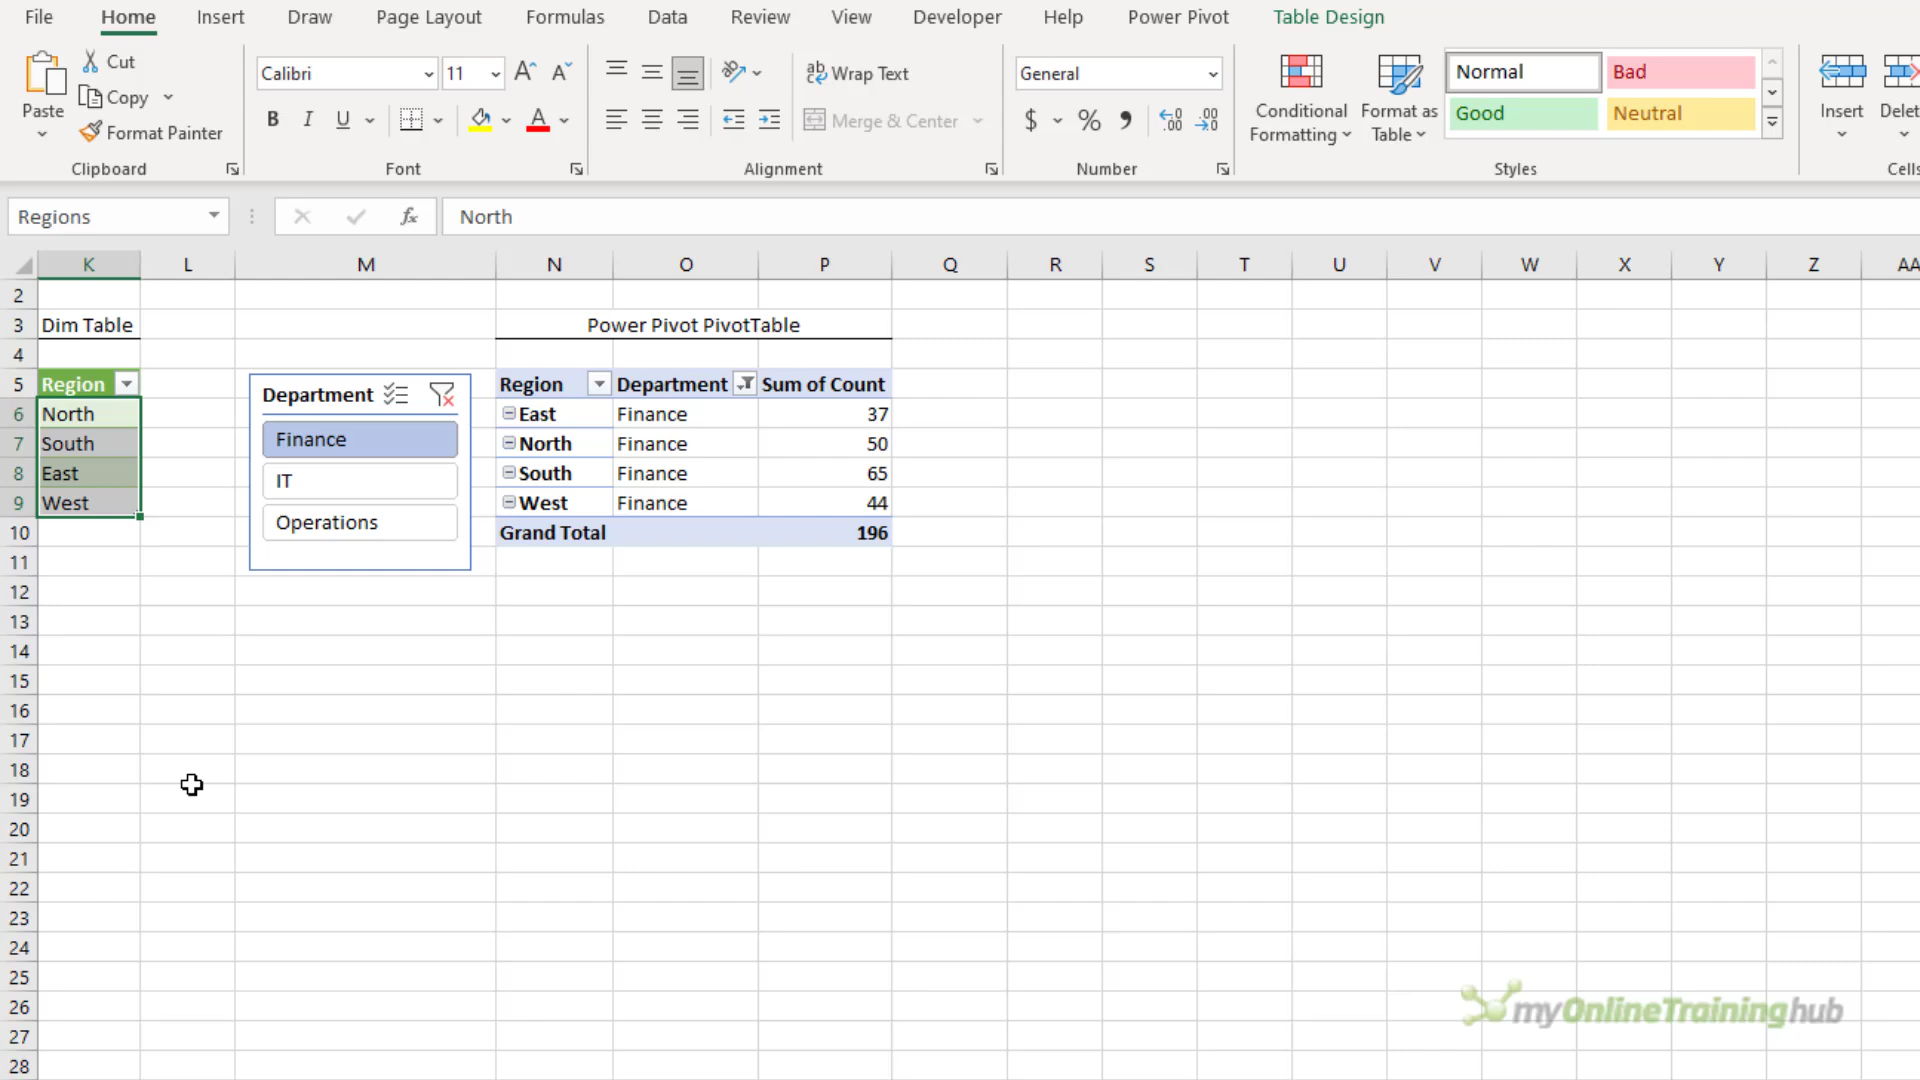 File Home Insert Draw Page Layout Formulas Data Review View Developer Help Power Pivot Table Design
Paste
Cut
Copy
Format Painter
Clipboard
Calibri 11
B I U A
Font
Wrap Text
Merge & Center
Alignment
General
$ %
Number
Conditional Formatting
Format as Table
Normal Bad
Good Neutral
Styles
Insert Delet
Cells
Regions fx North
K L M N O P Q R S T U V W X Y Z AA
2
3 Dim Table Power Pivot PivotTable
4
5 Region Region Department Sum of Count
6 North East Finance 37
7 South North Finance 50
8 East South Finance 65
9 West West Finance 44
10 Grand Total 196
Department
Finance
IT
Operations
11
12
13
14
15
16
17
18
19
20
21
22
23
24
25
26
27
28
myOnlineTraininghub